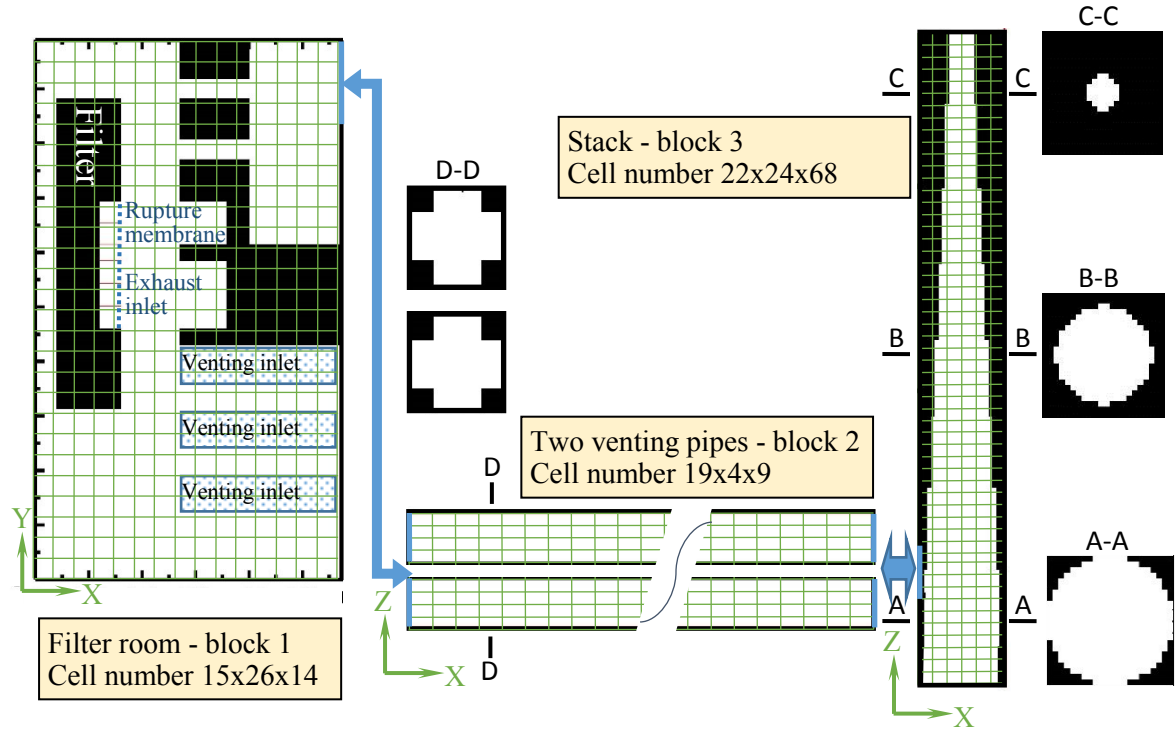 Filter
Rupture
membrane
Exhaust
inlet
Venting inlet
Venting inlet
Venting inlet
Y
X
Filter room - block 1
Cell number 15x26x14
D-D
Two venting pipes - block 2
Cell number 19x4x9
D
D
Z
X
Stack - block 3
Cell number 22x24x68
C
C
B
B
A
A
Z
X
C-C
B-B
A-A